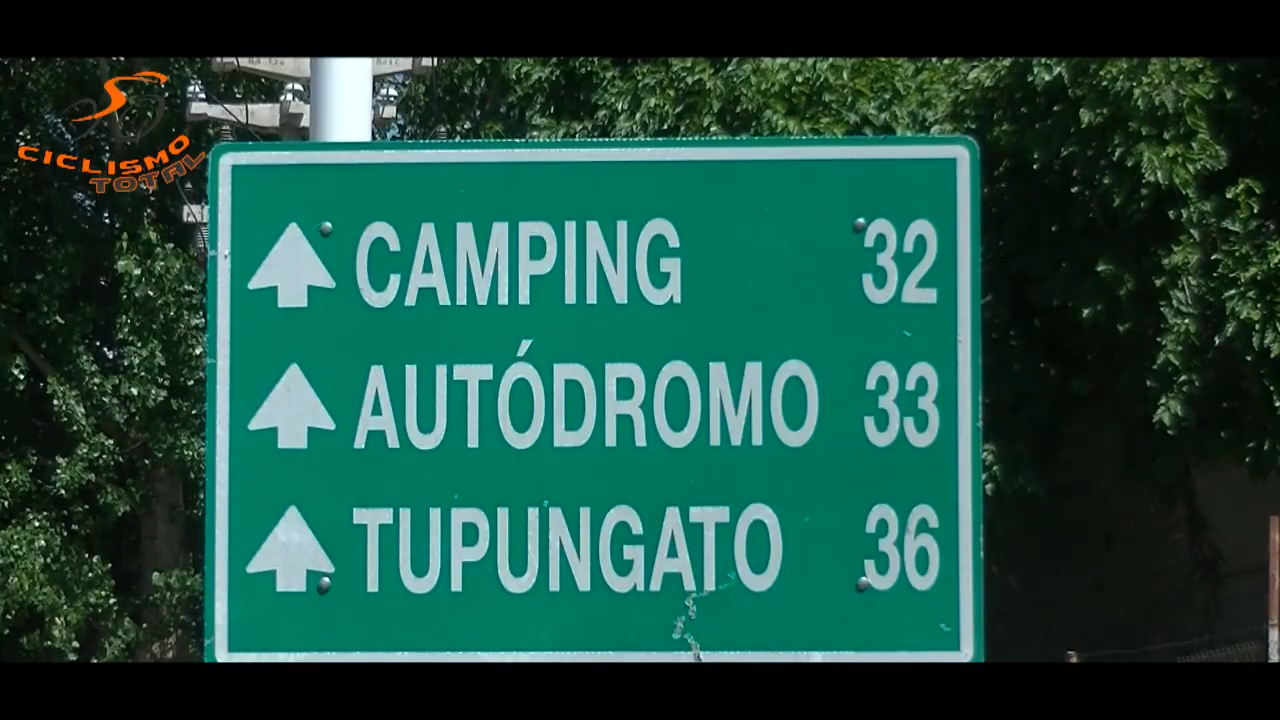 CICLISMO
TOTAL
CAMPING 32
AUTÓDROMO 33
TUPUNGATO 36